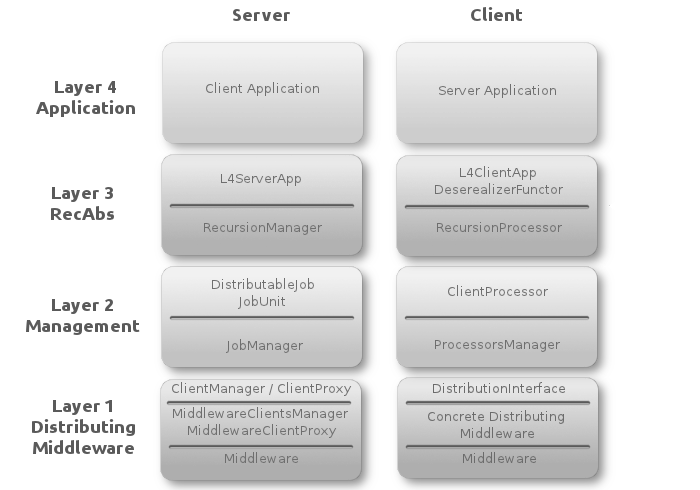 Server
Client
Layer 4
Application
Client Application
Server Application
Layer 3
RecAbs
L4ServerApp
RecursionManager
L4ClientApp
DeserealizerFunctor
RecursionProcessor
Layer 2
Management
DistributableJob
JobUnit
JobManager
ClientProcessor
ProcessorsManager
Layer 1
Distributing
Middleware
ClientManager / ClientProxy
MiddlewareClientsManager
MiddlewareClientProxy
Middleware
DistributionInterface
Concrete Distributing
Middleware
Middleware